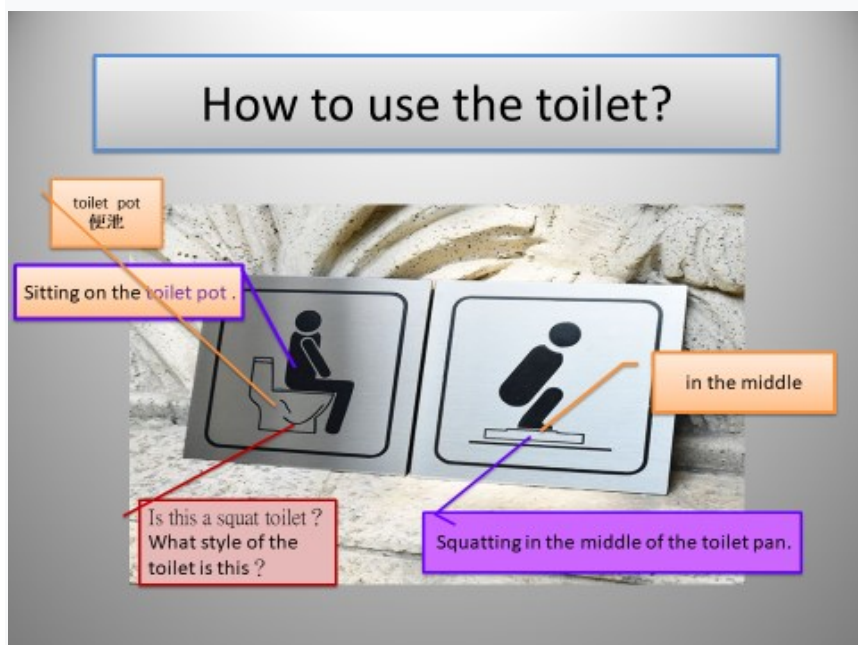 How to use the toilet?
toilet pot
便池
Sitting on the toilet pot .
in the middle
Is this a squat toilet？
What style of the
toilet is this？
Squatting in the middle of the toilet pan.